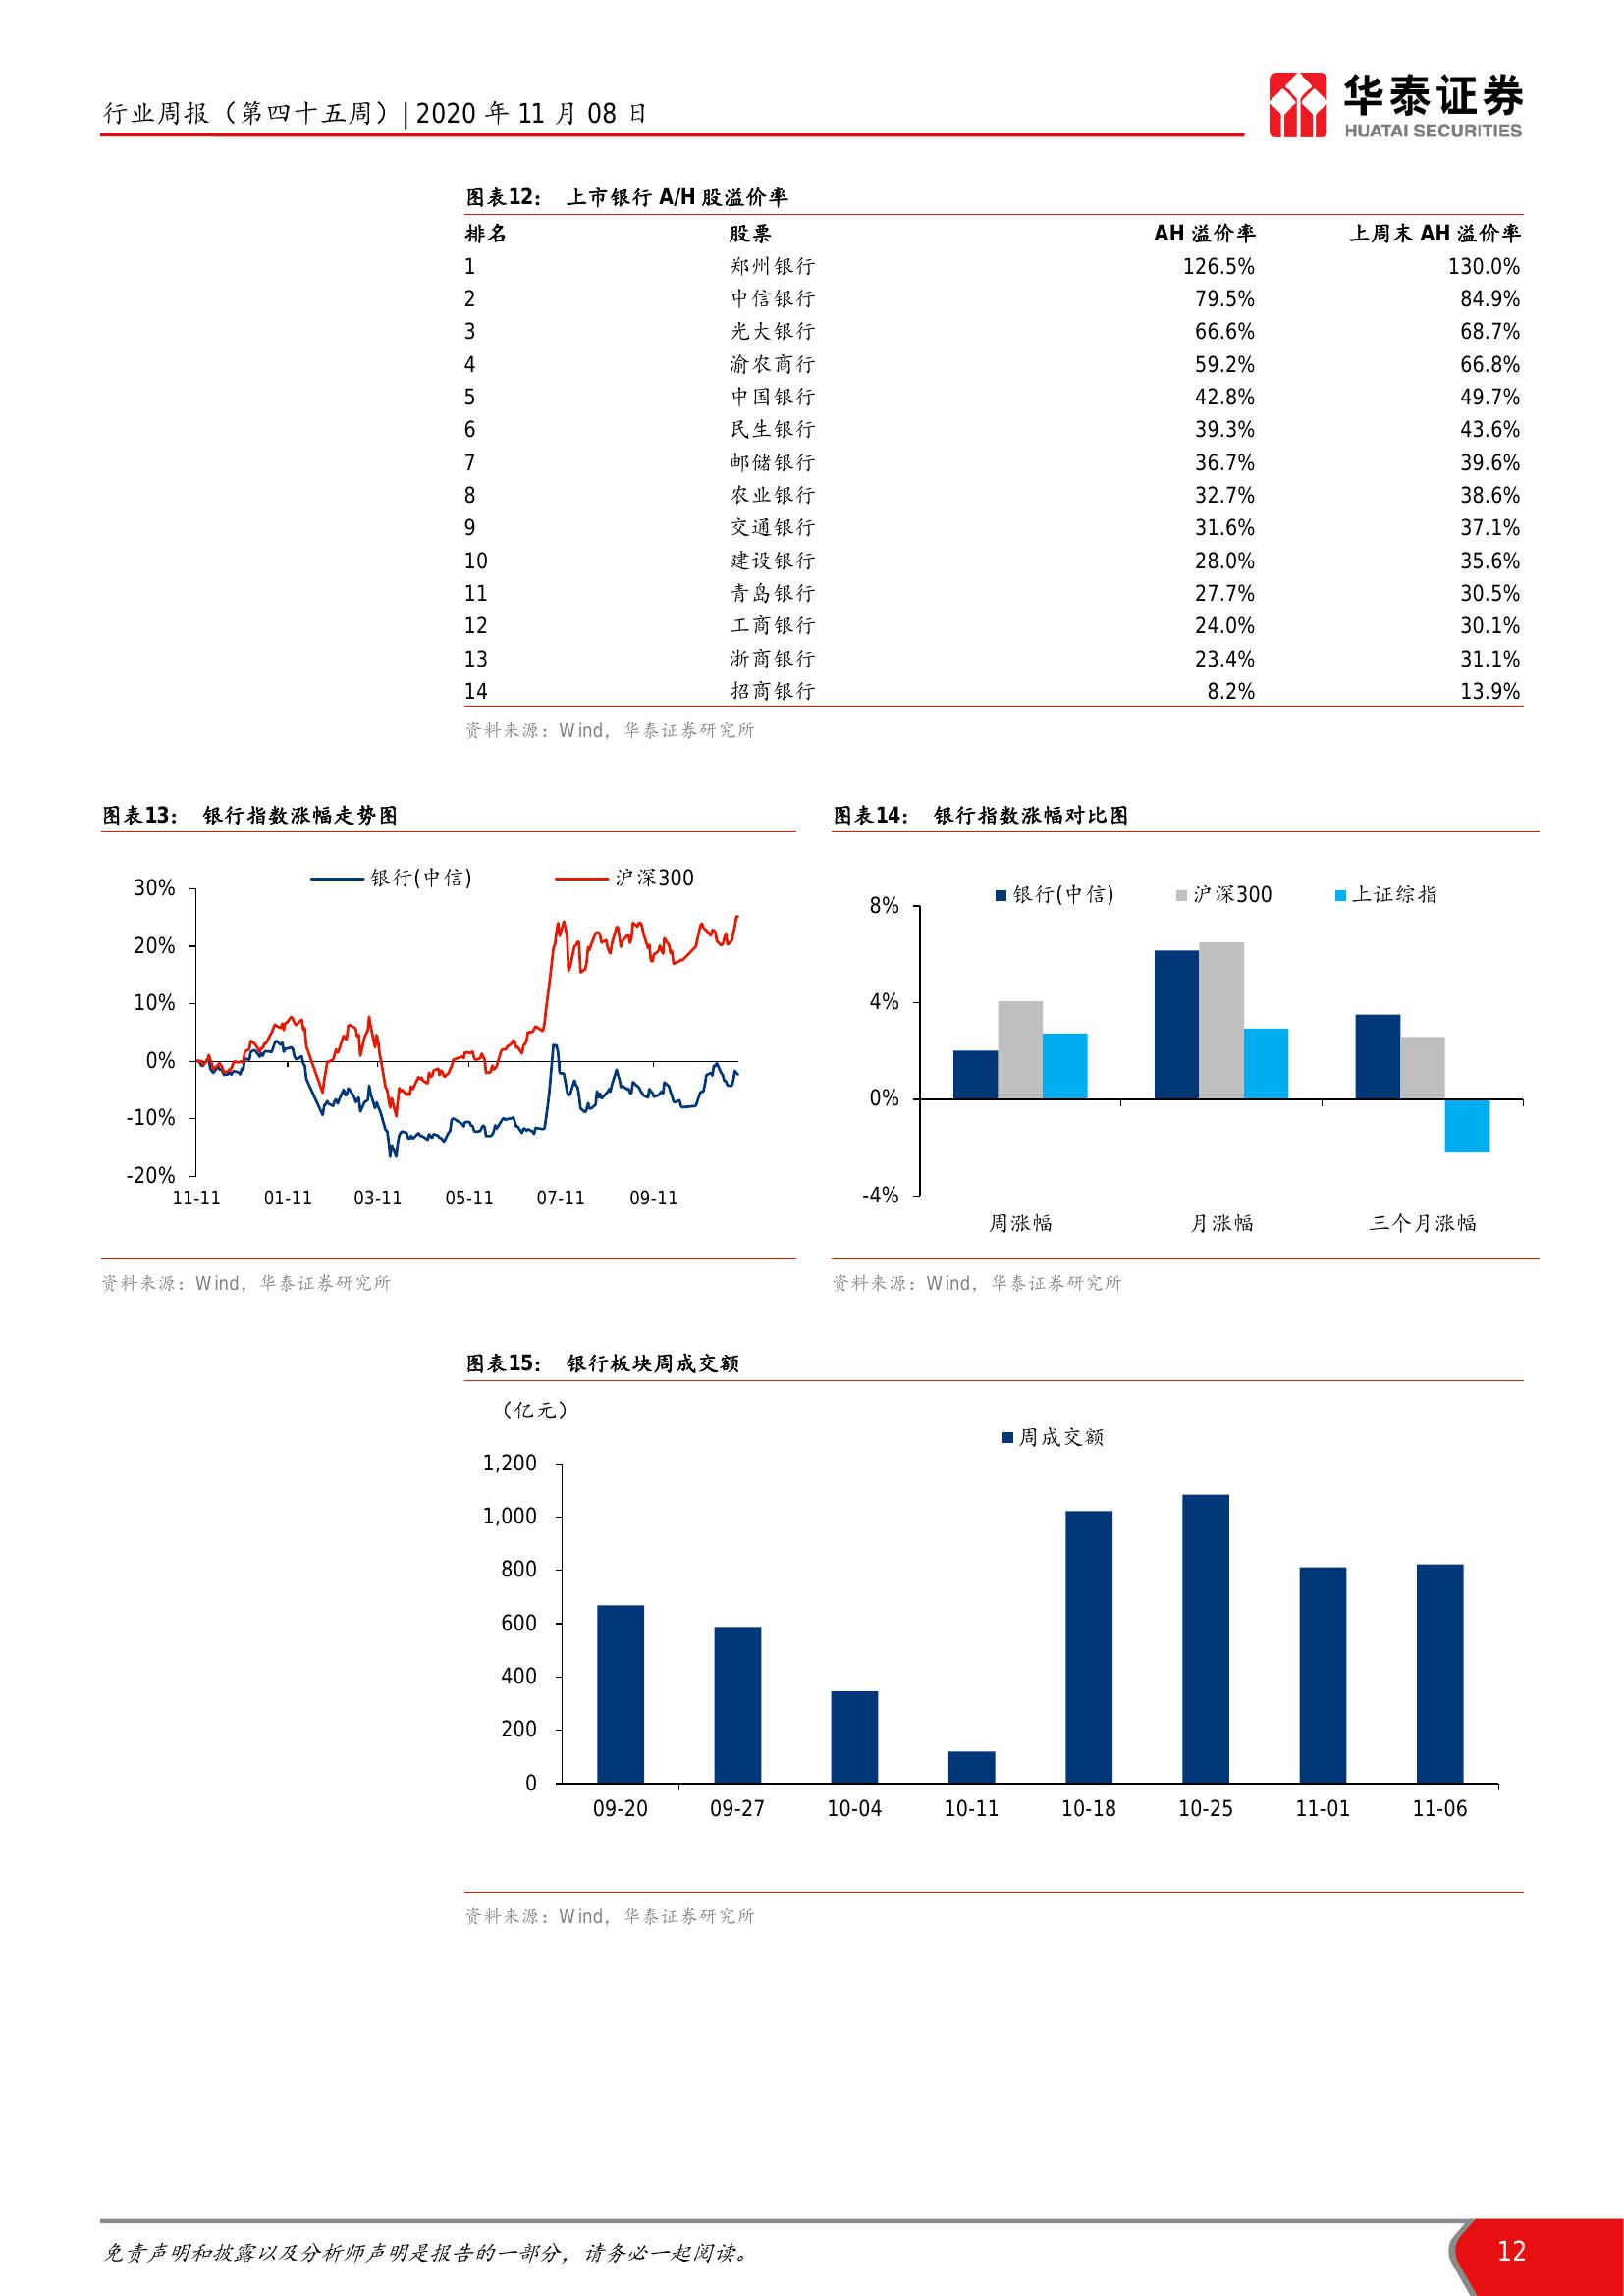 行业周报（第四十五周）| 2020 年 11 月 08 日
华泰证券
HUATAI SECURITIES
图表12： 上市银行 A/H 股溢价率
排名 股票 AH 溢价率 上周末 AH 溢价率
1 郑州银行 126.5% 130.0%
2 中信银行 79.5% 84.9%
3 光大银行 66.6% 68.7%
4 渝农商行 59.2% 66.8%
5 中国银行 42.8% 49.7%
6 民生银行 39.3% 43.6%
7 邮储银行 36.7% 39.6%
8 农业银行 32.7% 38.6%
9 交通银行 31.6% 37.1%
10 建设银行 28.0% 35.6%
11 青岛银行 27.7% 30.5%
12 工商银行 24.0% 30.1%
13 浙商银行 23.4% 31.1%
14 招商银行 8.2% 13.9%
资料来源：Wind，华泰证券研究所
图表13： 银行指数涨幅走势图
银行(中信) 沪深300
30%
20%
10%
0%
-10%
-20%
11-11 01-11 03-11 05-11 07-11 09-11
资料来源：Wind，华泰证券研究所
图表14： 银行指数涨幅对比图
银行(中信) 沪深300 上证综指
8%
4%
0%
-4%
周涨幅 月涨幅 三个月涨幅
资料来源：Wind，华泰证券研究所
图表15： 银行板块周成交额
（亿元）
周成交额
1,200
1,000
800
600
400
200
0
09-20 09-27 10-04 10-11 10-18 10-25 11-01 11-06
资料来源：Wind，华泰证券研究所
免责声明和披露以及分析师声明是报告的一部分，请务必一起阅读。
12